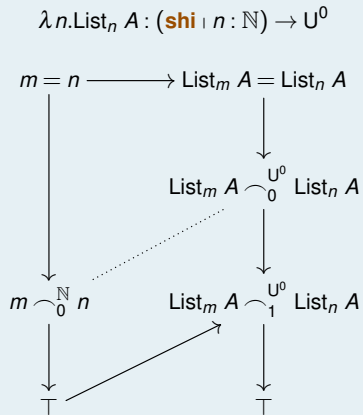 λn.Listₙ A : (shi ı n : ℕ) → U⁰
m = n ⟶ Listₘ A = Listₙ A
Listₘ A ⌢₀^{U⁰} Listₙ A
m ⌢₀^ℕ n Listₘ A ⌢₁^{U⁰} Listₙ A
⊤ ⊤